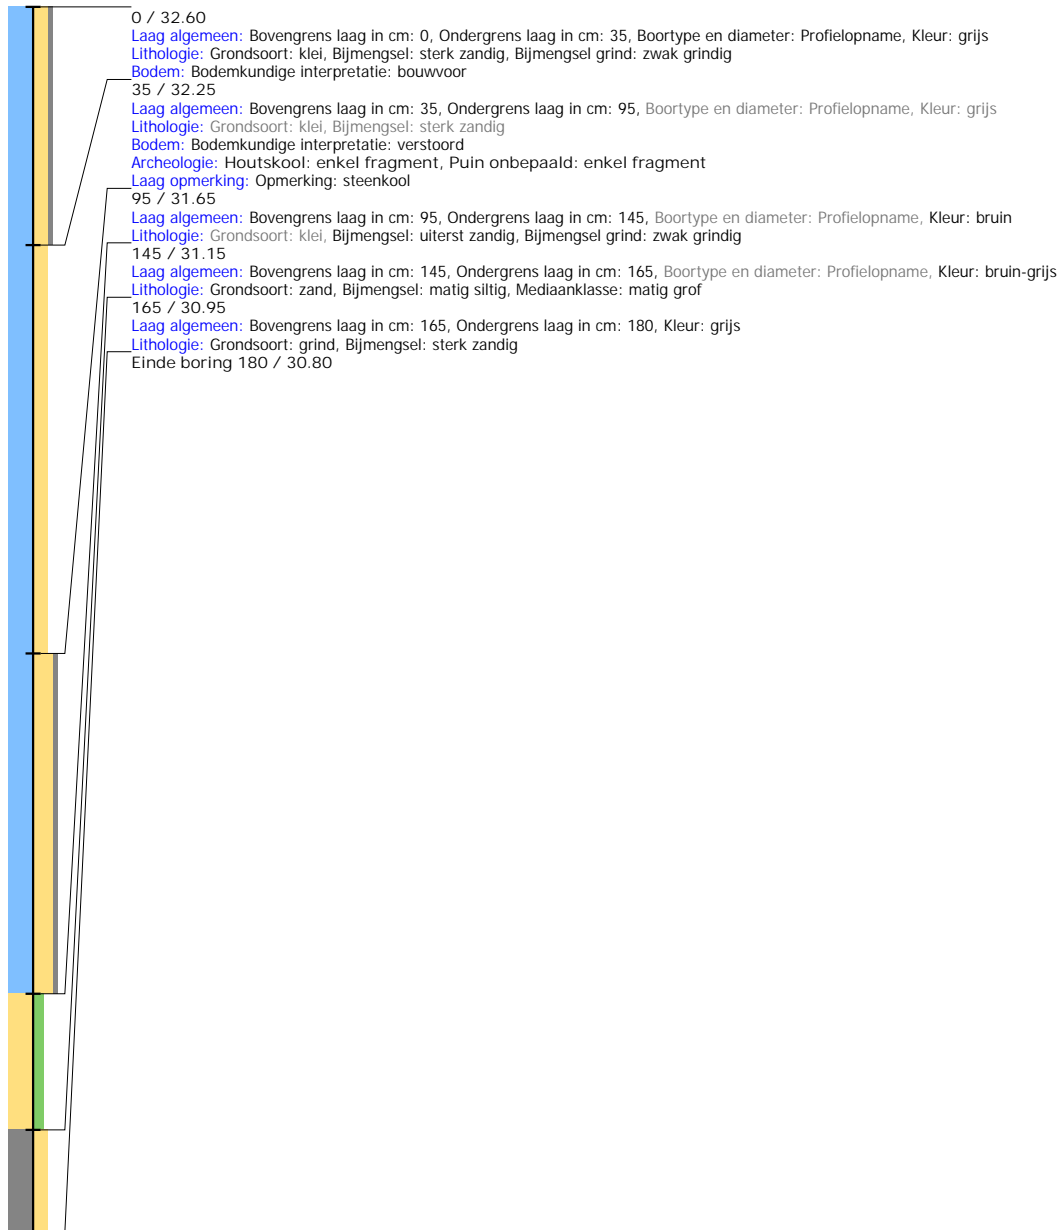 0 / 32.60
Laag algemeen: Bovengrens laag in cm: 0, Ondergrens laag in cm: 35, Boortype en diameter: Profielopname, Kleur: grijs
Lithologie: Grondsoort: klei, Bijmengsel: sterk zandig, Bijmengsel grind: zwak grindig
Bodem: Bodemkundige interpretatie: bouwvoor
35 / 32.25
Laag algemeen: Bovengrens laag in cm: 35, Ondergrens laag in cm: 95, Boortype en diameter: Profielopname, Kleur: grijs
Lithologie: Grondsoort: klei, Bijmengsel: sterk zandig
Bodem: Bodemkundige interpretatie: verstoord
Archeologie: Houtskool: enkel fragment, Puin onbepaald: enkel fragment
Laag opmerking: Opmerking: steenkool
95 / 31.65
Laag algemeen: Bovengrens laag in cm: 95, Ondergrens laag in cm: 145, Boortype en diameter: Profielopname, Kleur: bruin
Lithologie: Grondsoort: klei, Bijmengsel: uiterst zandig, Bijmengsel grind: zwak grindig
145 / 31.15
Laag algemeen: Bovengrens laag in cm: 145, Ondergrens laag in cm: 165, Boortype en diameter: Profielopname, Kleur: bruin-grijs
Lithologie: Grondsoort: zand, Bijmengsel: matig siltig, Mediaanklasse: matig grof
165 / 30.95
Laag algemeen: Bovengrens laag in cm: 165, Ondergrens laag in cm: 180, Kleur: grijs
Lithologie: Grondsoort: grind, Bijmengsel: sterk zandig
Einde boring 180 / 30.80